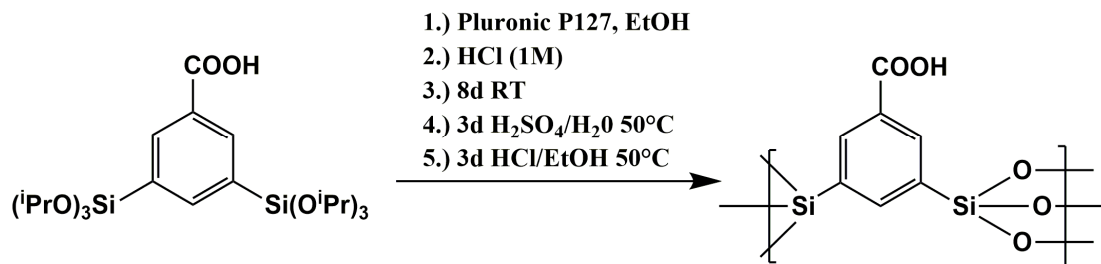 1.) Pluronic P127, EtOH
2.) HCl (1M)
3.) 8d RT
4.) 3d H₂SO₄/H₂0 50°C
5.) 3d HCl/EtOH 50°C
COOH
(ⁱPrO)₃Si
Si(OⁱPr)₃
COOH
Si
Si
O
O
O